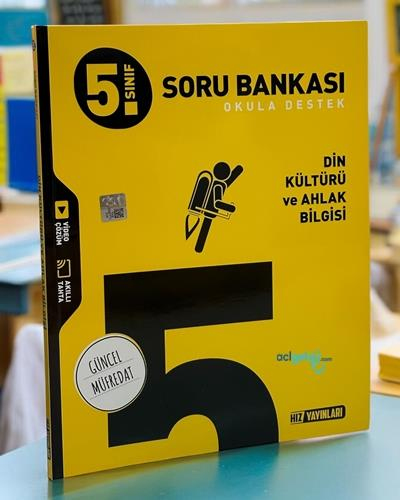 5. SINIF
SORU BANKASI
OKULA DESTEK
DİN
KÜLTÜRÜ
ve AHLAK
BİLGİSİ
VİDEO
ÇÖZÜM
AKILLI
TAHTA
GÜNCEL
MÜFREDAT
5
HIZ YAYINLARI